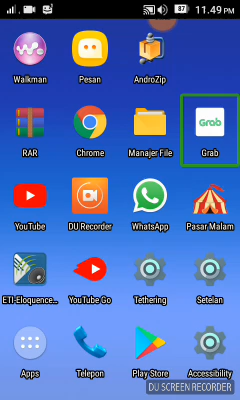 87 11.49 PM
Walkman Pesan AndroZip
Grab
RAR Chrome Manajer File Grab
YouTube DU Recorder WhatsApp Pasar Malam
ETI-Eloquence... YouTube Go Tethering Setelan
Apps Telepon Play Store Accessibility
DU SCREEN RECORDER